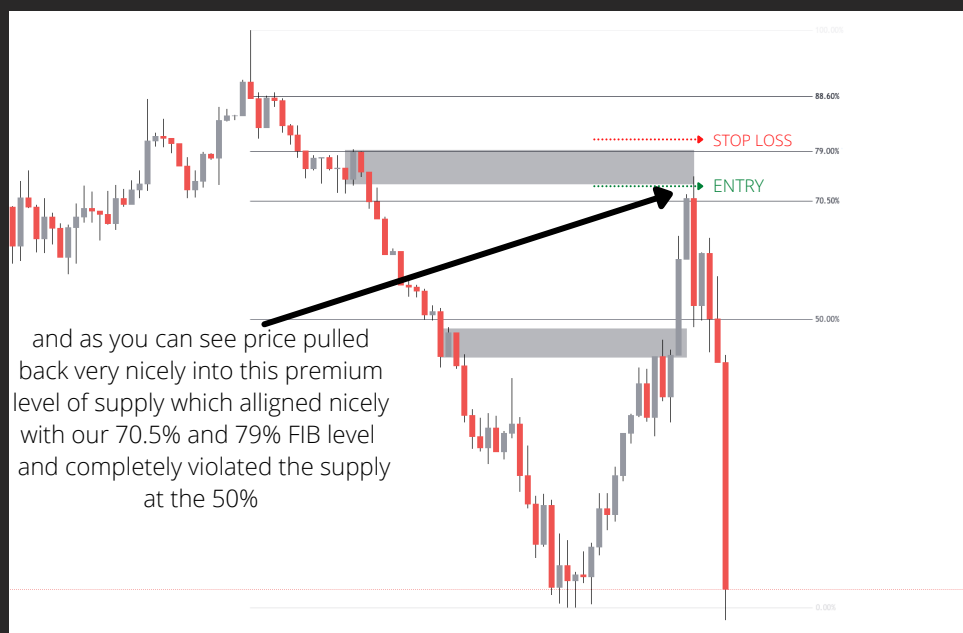 100.00%
88.60%
STOP LOSS
79.00%
ENTRY
70.50%
50.00%
and as you can see price pulled
back very nicely into this premium
level of supply which alligned nicely
with our 70.5% and 79% FIB level
and completely violated the supply
at the 50%
0.00%